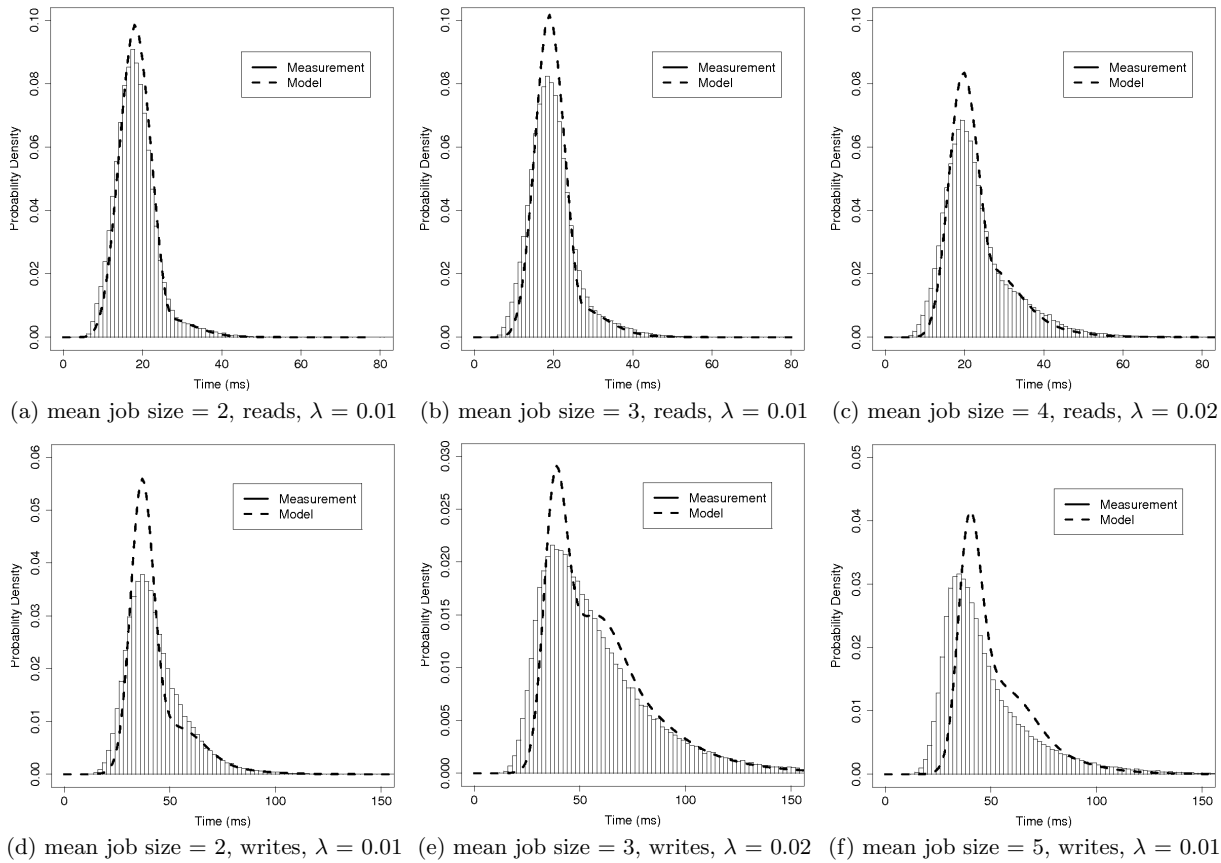 0.10
0.08
0.06
0.04
0.02
0.00
Probability Density
Measurement
Model
0 20 40 60 80
Time (ms)
(a) mean job size = 2, reads, λ = 0.01
0.10
0.08
0.06
0.04
0.02
0.00
Probability Density
Measurement
Model
0 20 40 60 80
Time (ms)
(b) mean job size = 3, reads, λ = 0.01
0.10
0.08
0.06
0.04
0.02
0.00
Probability Density
Measurement
Model
0 20 40 60 80
Time (ms)
(c) mean job size = 4, reads, λ = 0.02
0.06
0.05
0.04
0.03
0.02
0.01
0.00
Probability Density
Measurement
Model
0 50 100 150
Time (ms)
(d) mean job size = 2, writes, λ = 0.01
0.030
0.025
0.020
0.015
0.010
0.005
0.000
Probability Density
Measurement
Model
0 50 100 150
Time (ms)
(e) mean job size = 3, writes, λ = 0.02
0.05
0.04
0.03
0.02
0.01
0.00
Probability Density
Measurement
Model
0 50 100 150
Time (ms)
(f) mean job size = 5, writes, λ = 0.01